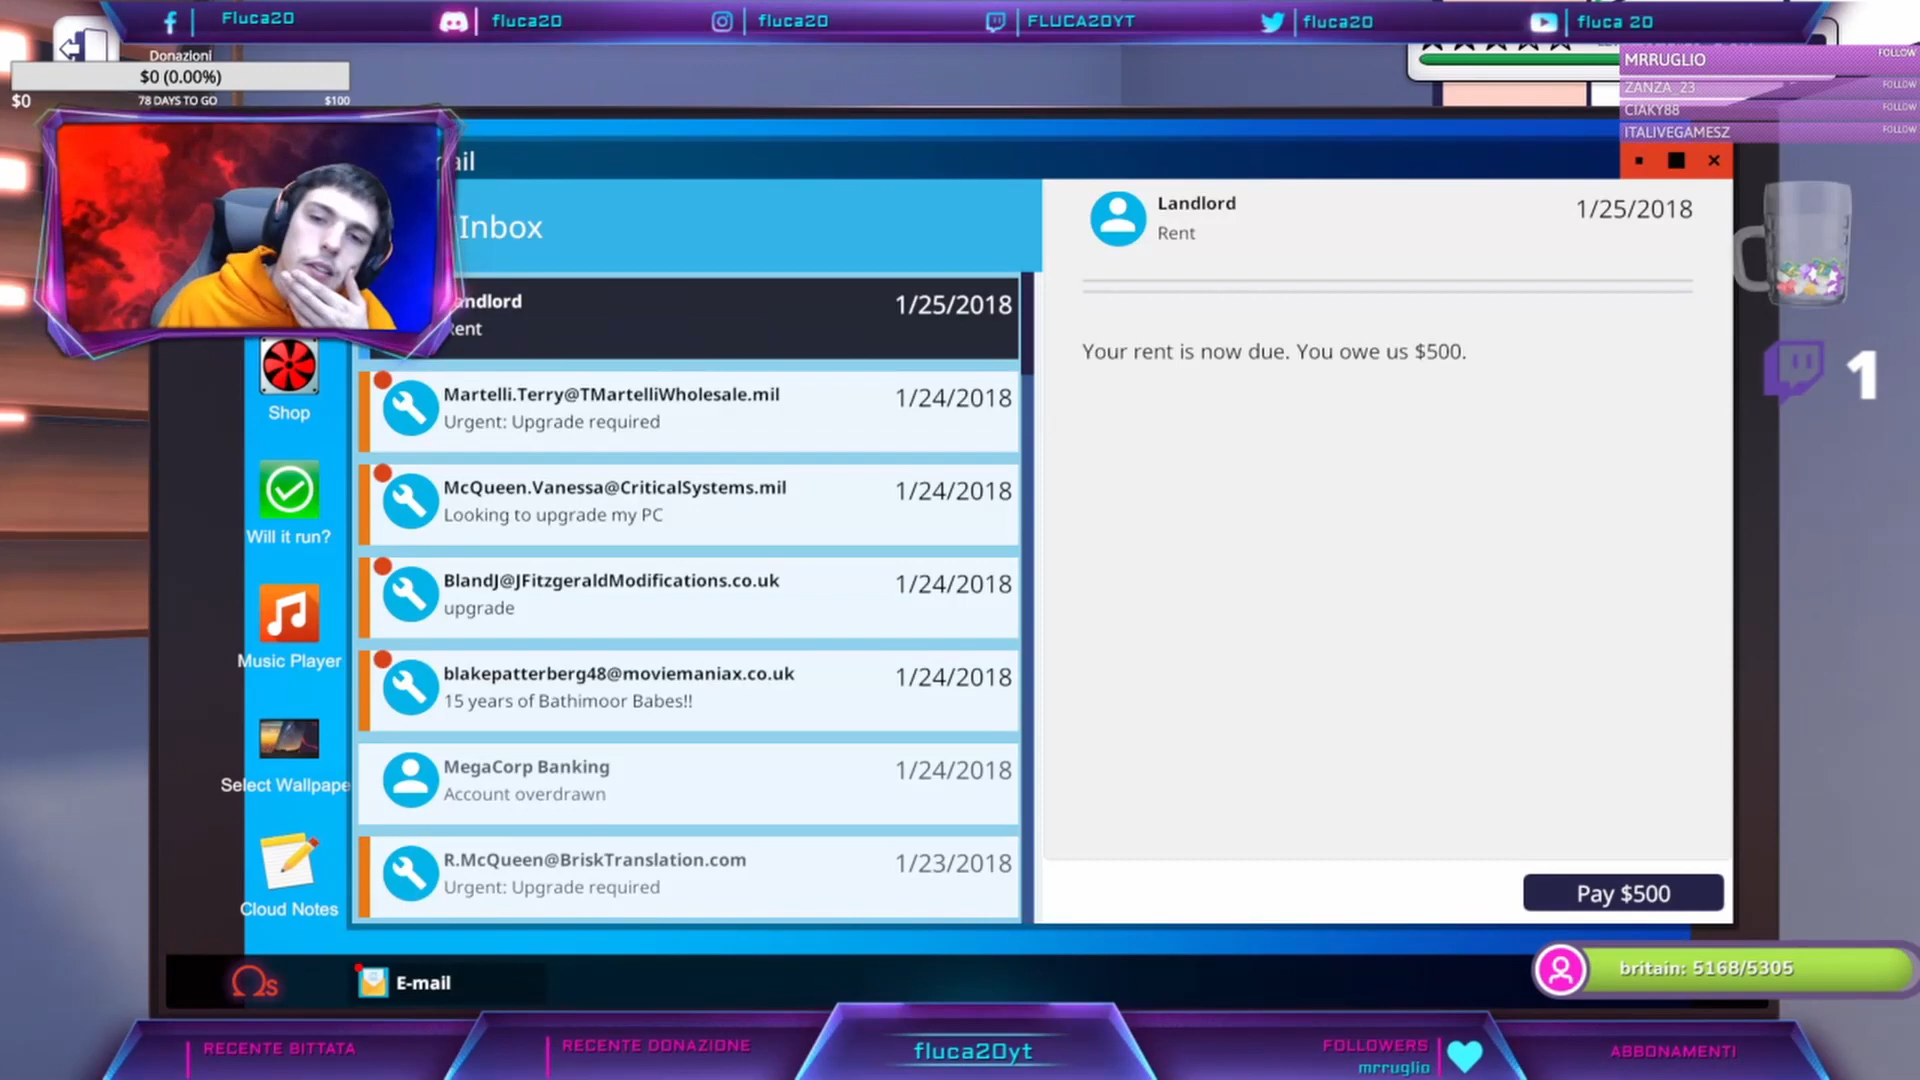 Fluca20
fluca20
fluca20
FLUCA20YT
fluca20
fluca 20
Donazioni
$0 (0.00%)
$0
78 DAYS TO GO
$100
MRRUGLIO
FOLLOW
ZANZA_23
FOLLOW
CIAKY88
FOLLOW
ITALIVEGAMESZ
FOLLOW
ail
Inbox
andlord
1/25/2018
Rent
Martelli.Terry@TMartelliWholesale.mil
1/24/2018
Urgent: Upgrade required
McQueen.Vanessa@CriticalSystems.mil
1/24/2018
Looking to upgrade my PC
BlandJ@JFitzgeraldModifications.co.uk
1/24/2018
upgrade
blakepatterberg48@moviemaniax.co.uk
1/24/2018
15 years of Bathimoor Babes!!
MegaCorp Banking
1/24/2018
Account overdrawn
R.McQueen@BriskTranslation.com
1/23/2018
Urgent: Upgrade required
Landlord
Rent
1/25/2018
Your rent is now due. You owe us $500.
Pay $500
Shop
Will it run?
Music Player
Select Wallpape
Cloud Notes
1
britain: 5168/5305
Ωs
E-mail
RECENTE BITTATA
RECENTE DONAZIONE
fluca20yt
FOLLOWERS
mrruglio
ABBONAMENTI